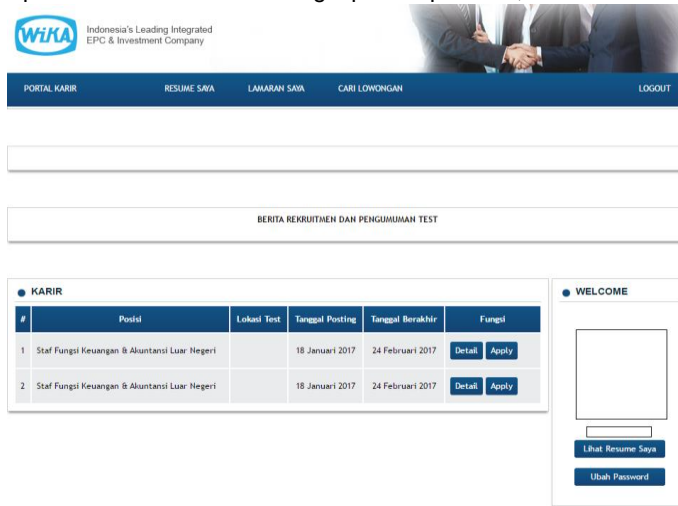 WIKA
Indonesia's Leading Integrated
EPC & Investment Company
PORTAL KARIR RESUME SAYA LAMARAN SAYA CARI LOWONGAN LOGOUT
BERITA REKRUITMEN DAN PENGUMUMAN TEST
KARIR
# Posisi Lokasi Test Tanggal Posting Tanggal Berakhir Fungsi
1 Staf Fungsi Keuangan & Akuntansi Luar Negeri 18 Januari 2017 24 Februari 2017 Detail Apply
2 Staf Fungsi Keuangan & Akuntansi Luar Negeri 18 Januari 2017 24 Februari 2017 Detail Apply
WELCOME
Lihat Resume Saya
Ubah Password